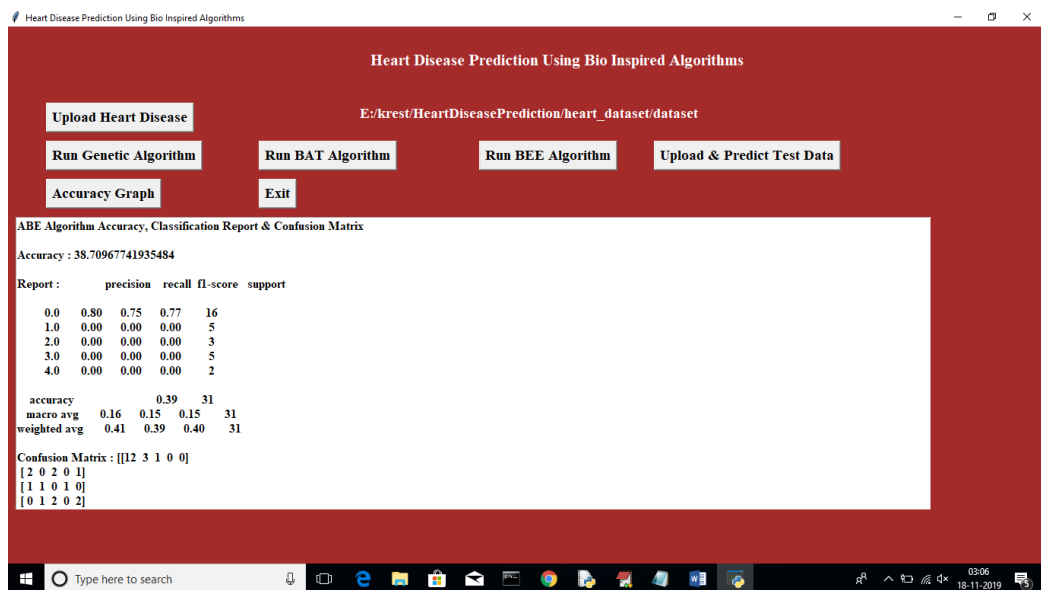 Heart Disease Prediction Using Bio Inspired Algorithms
Heart Disease Prediction Using Bio Inspired Algorithms
Upload Heart Disease
E:/krest/HeartDiseasePrediction/heart_dataset/dataset
Run Genetic Algorithm Run BAT Algorithm Run BEE Algorithm Upload & Predict Test Data
Accuracy Graph Exit
ABE Algorithm Accuracy, Classification Report & Confusion Matrix
Accuracy : 38.70967741935484
Report : precision recall f1-score support
0.0 0.80 0.75 0.77 16
1.0 0.00 0.00 0.00 5
2.0 0.00 0.00 0.00 3
3.0 0.00 0.00 0.00 5
4.0 0.00 0.00 0.00 2
accuracy 0.39 31
macro avg 0.16 0.15 0.15 31
weighted avg 0.41 0.39 0.40 31
Confusion Matrix : [[12 3 1 0 0]
[ 2 0 2 0 1]
[ 1 1 0 1 0]
[ 0 1 2 0 2]
Type here to search
03:06
18-11-2019
5